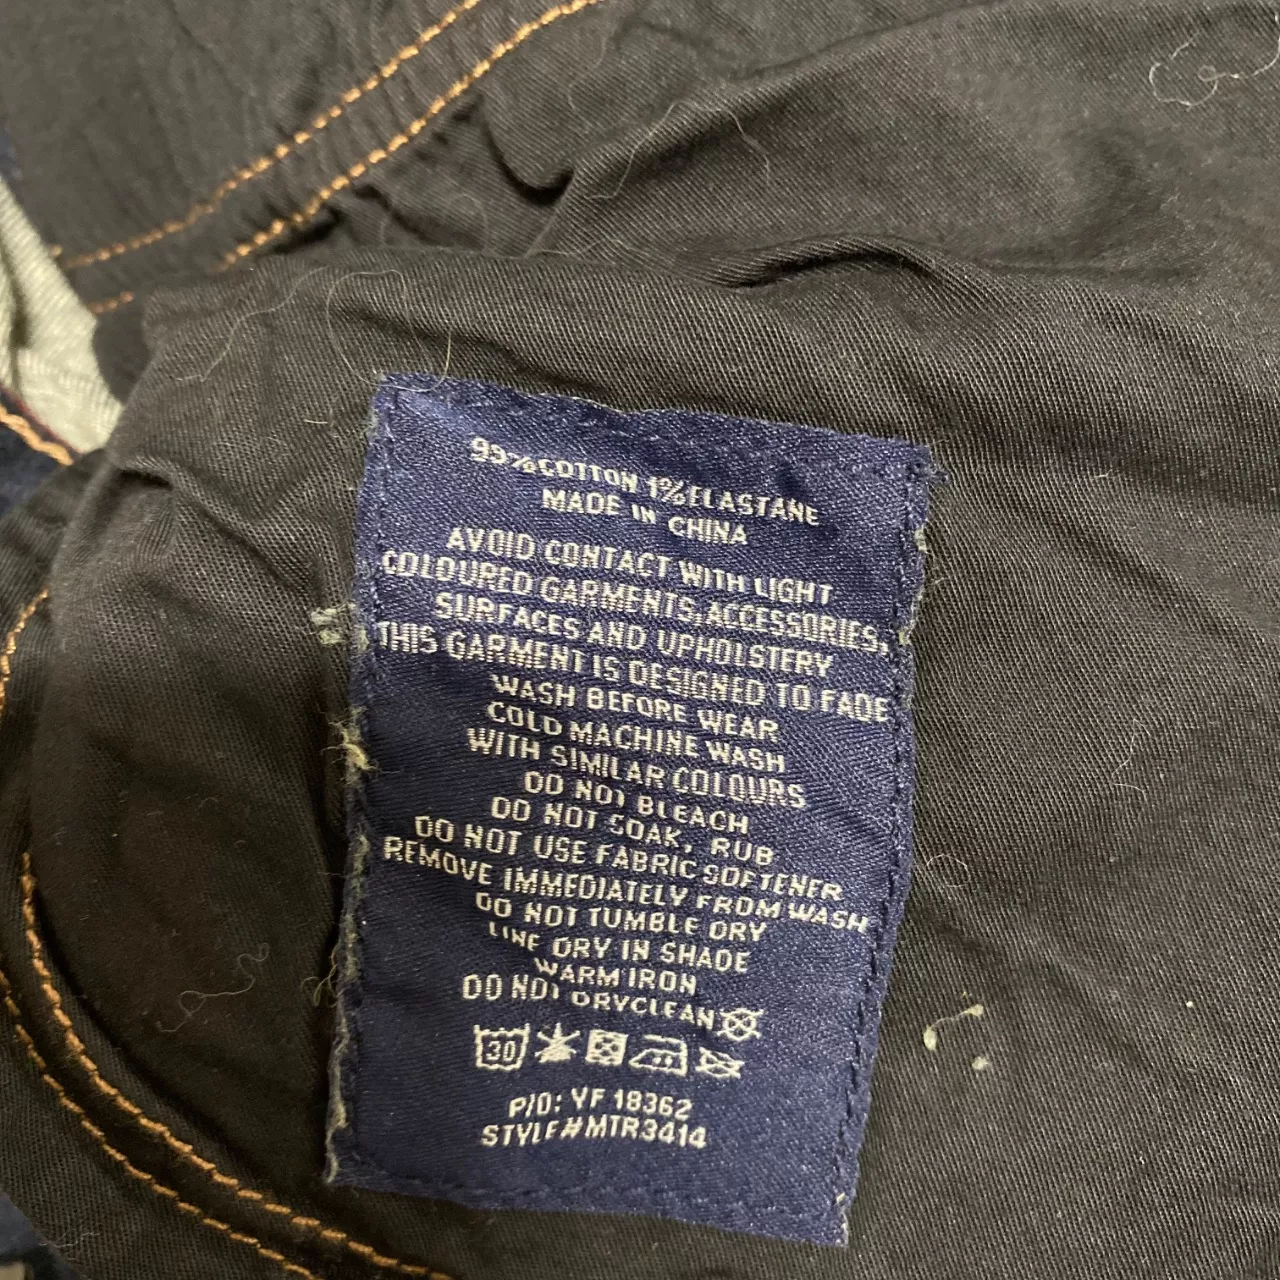 99% COTTON 1% ELASTANE
MADE IN CHINA
AVOID CONTACT WITH LIGHT
COLOURED GARMENTS, ACCESSORIES,
SURFACES AND UPHOLSTERY
THIS GARMENT IS DESIGNED TO FADE
WASH BEFORE WEAR
COLD MACHINE WASH
WITH SIMILAR COLOURS
DO NOT BLEACH
DO NOT SOAK, RUB
DO NOT USE FABRIC SOFTENER
REMOVE IMMEDIATELY FROM WASH
DO NOT TUMBLE DRY
LINE DRY IN SHADE
WARM IRON
DO NOT DRYCLEAN
30
P/O: VF 18362
STYLE#MTR3414